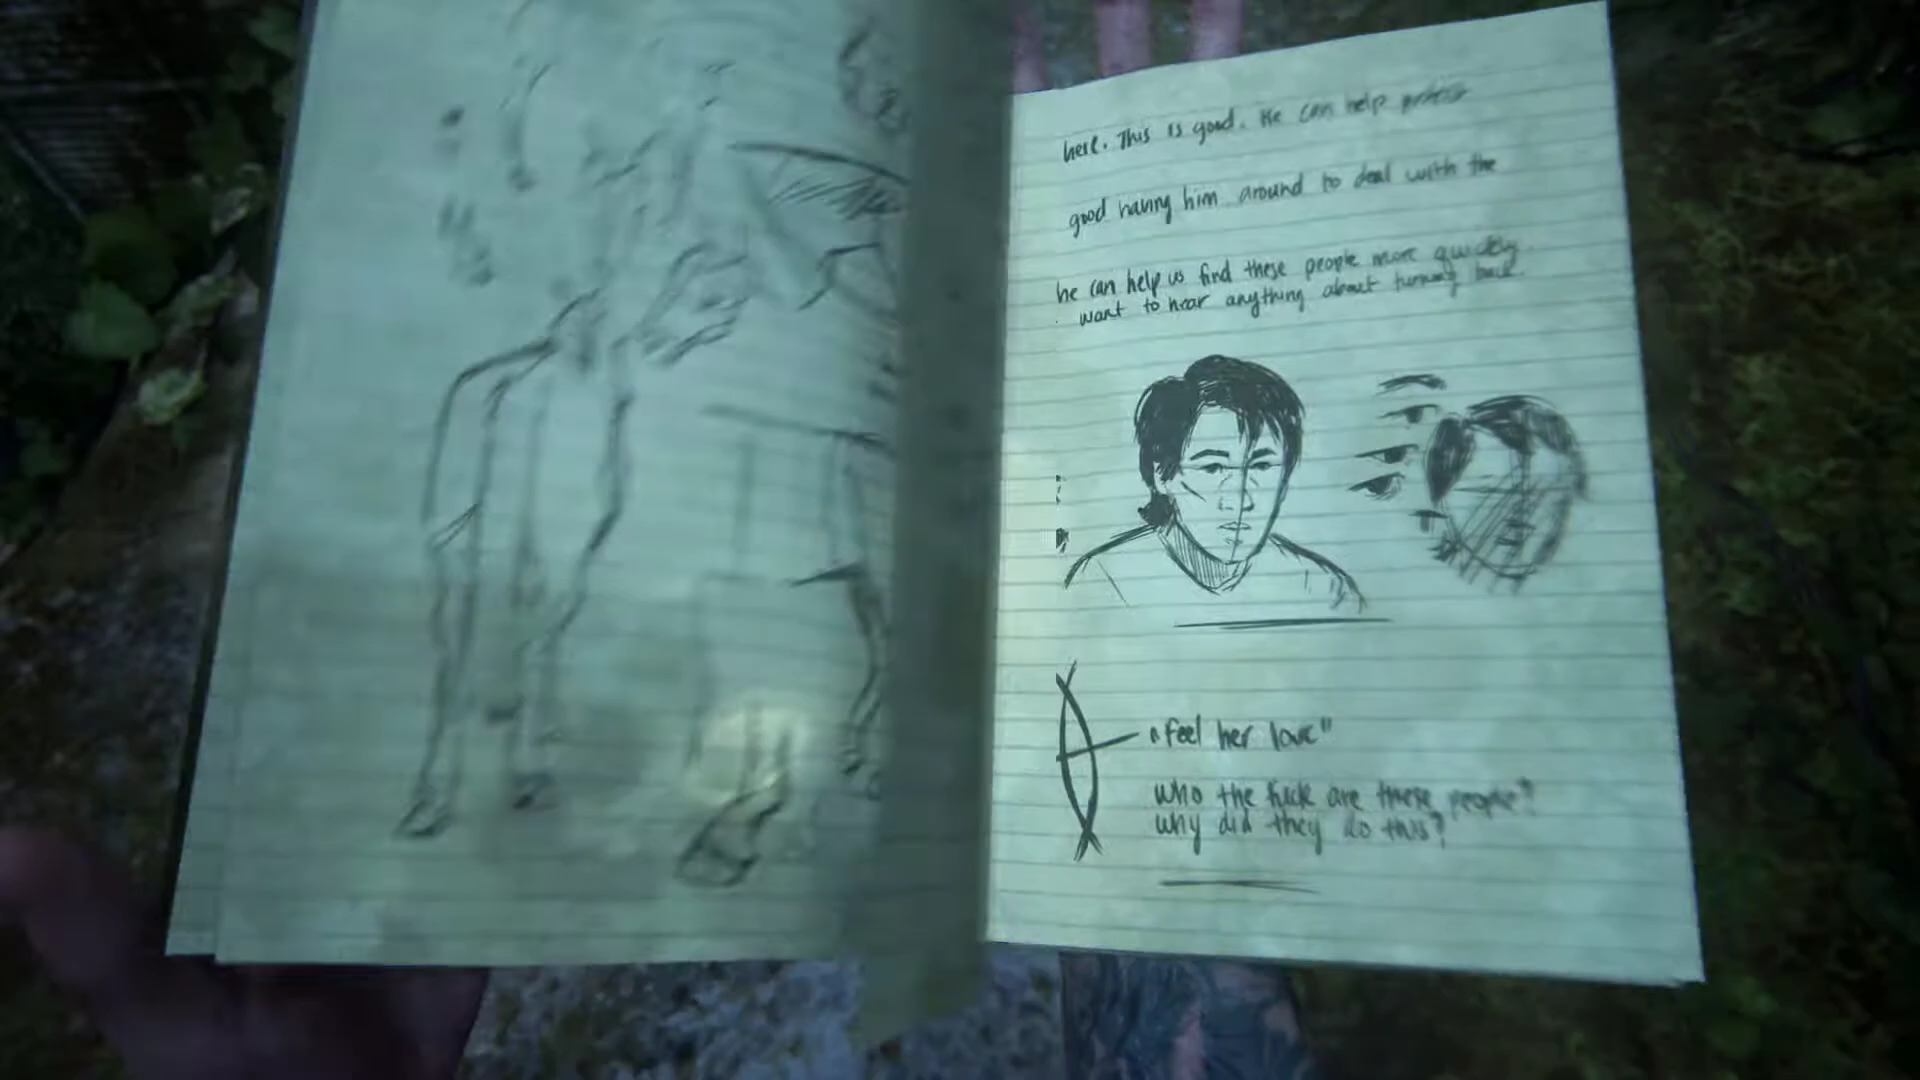 here. This is good. He can help
good having him around to deal with the
he can help us find these people more quickly.
want to hear anything about turning back.
"Feel her love"
Who the fuck are these people?
Why did they do this?